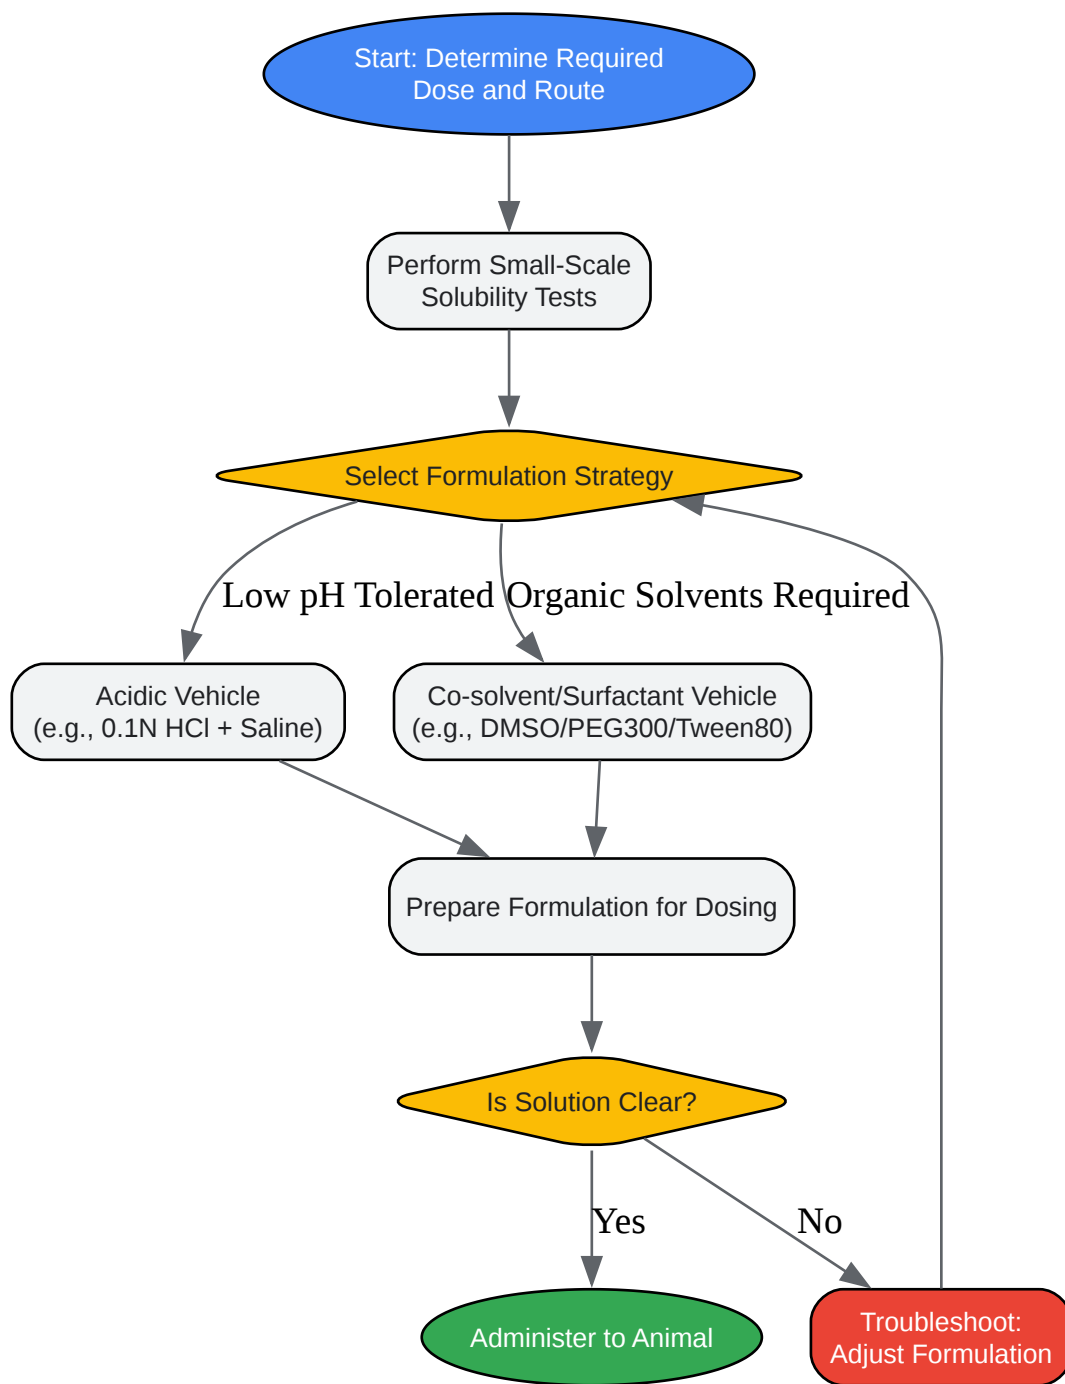 Start: Determine Required
Dose and Route
Perform Small-Scale
Solubility Tests
Select Formulation Strategy
Low pH Tolerated
Organic Solvents Required
Acidic Vehicle
(e.g., 0.1N HCl + Saline)
Co-solvent/Surfactant Vehicle
(e.g., DMSO/PEG300/Tween80)
Prepare Formulation for Dosing
Is Solution Clear?
Yes
No
Administer to Animal
Troubleshoot:
Adjust Formulation